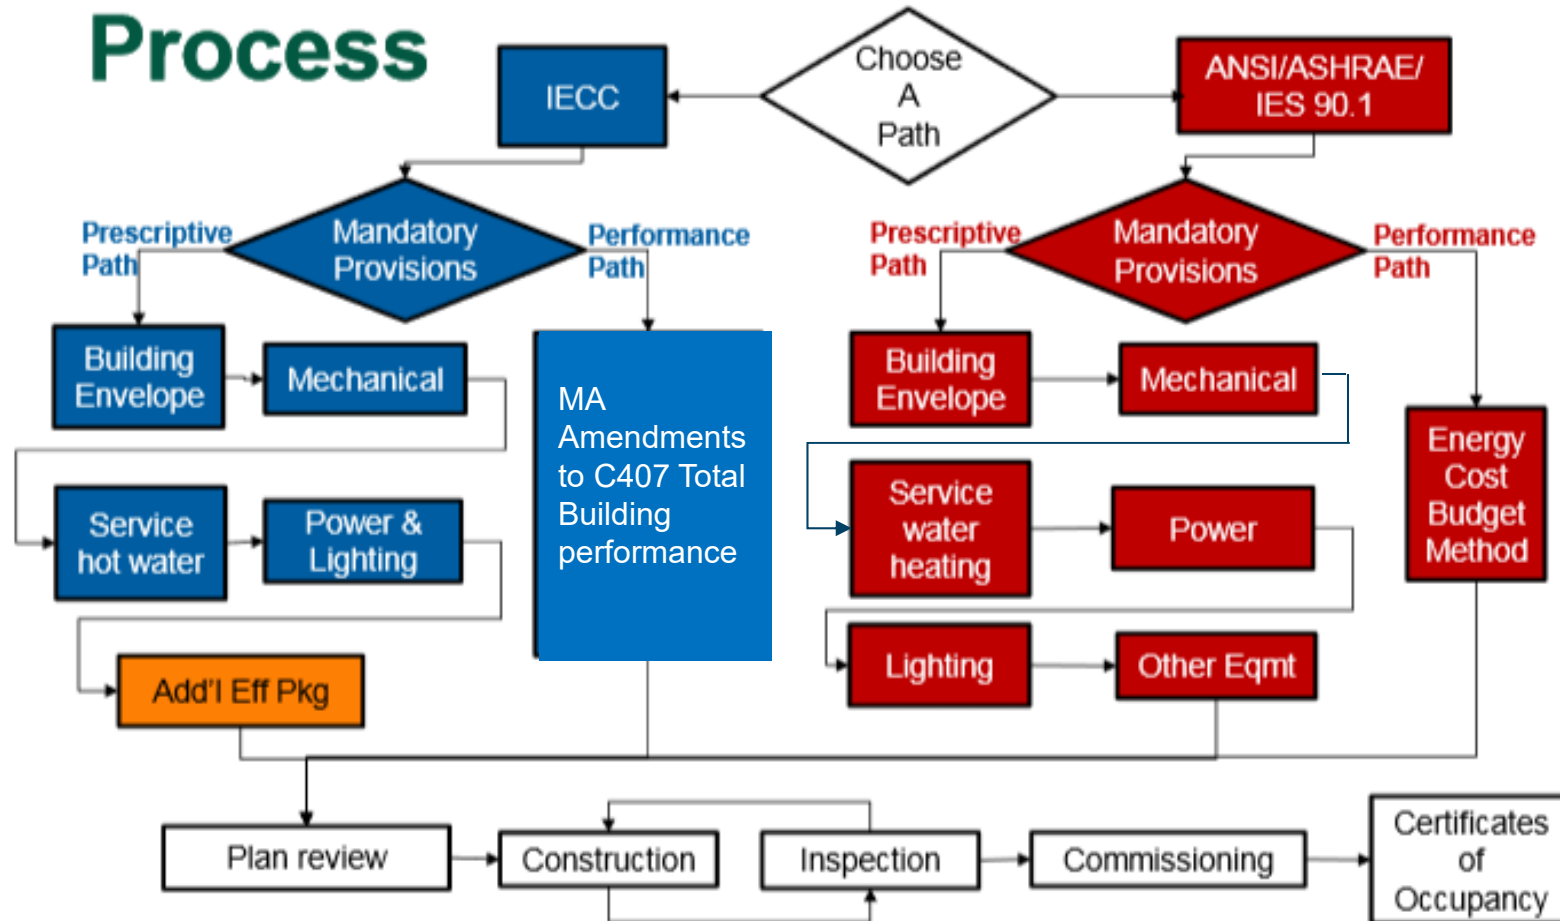 Process
Choose
A
Path
IECC
ANSI/ASHRAE/
IES 90.1
Prescriptive
Path
Mandatory
Provisions
Performance
Path
Prescriptive
Path
Mandatory
Provisions
Performance
Path
Building
Envelope
Mechanical
MA
Amendments
to C407 Total
Building
performance
Building
Envelope
Mechanical
Energy
Cost
Budget
Method
Service
hot water
Power &
Lighting
Service
water
heating
Power
Add'l Eff Pkg
Lighting
Other Eqmt
Plan review
Construction
Inspection
Commissioning
Certificates
of
Occupancy